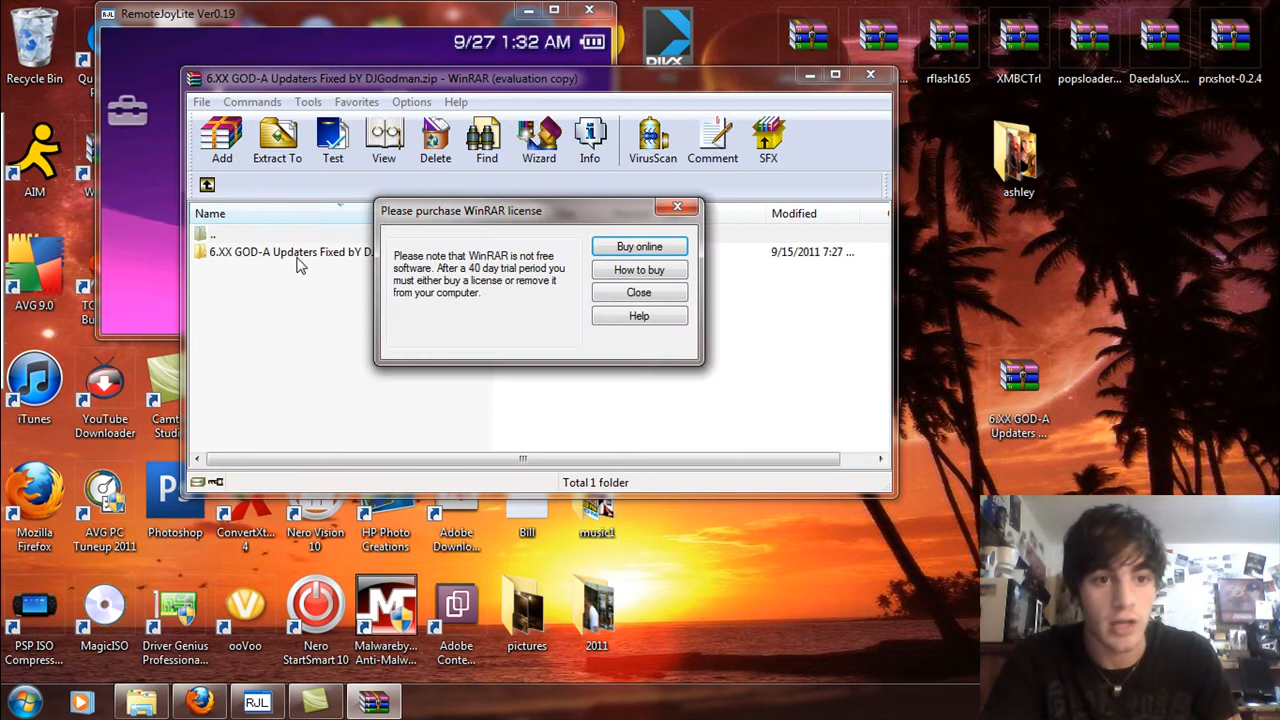 RemoteJoyLite Ver0.19
9/27 1:32 AM
Recycle Bin
AIM
AVG 9.0
iTunes
YouTube
Downloader
Mozilla
Firefox
AVG PC
Tuneup 2011
Photoshop
ConvertXt...
4
Nero Vision
10
HP Photo
Creations
Adobe
Downlo...
Bill
music1
PSP ISO
Compress...
MagicISO
Driver Genius
Professiona...
ooVoo
Nero
StartSmart 10
Malwareby...
Anti-Malw...
Adobe
Conte...
pictures
2011
6.XX GOD-A Updaters Fixed bY DJGodman.zip - WinRAR (evaluation copy)
File Commands Tools Favorites Options Help
Add Extract To Test View Delete Find Wizard Info VirusScan Comment SFX
Name
Modified
..
6.XX GOD-A Updaters Fixed bY D
9/15/2011 7:27 ...
Total 1 folder
Please purchase WinRAR license
Please note that WinRAR is not free
software. After a 40 day trial period you
must either buy a license or remove it
from your computer.
Buy online
How to buy
Close
Help
DIVX
rflash165
XMBCTrl
popsloader...
DaedalusX...
prxshot-0.2.4
ashley
6.XX GOD-A
Updaters ...
RJL